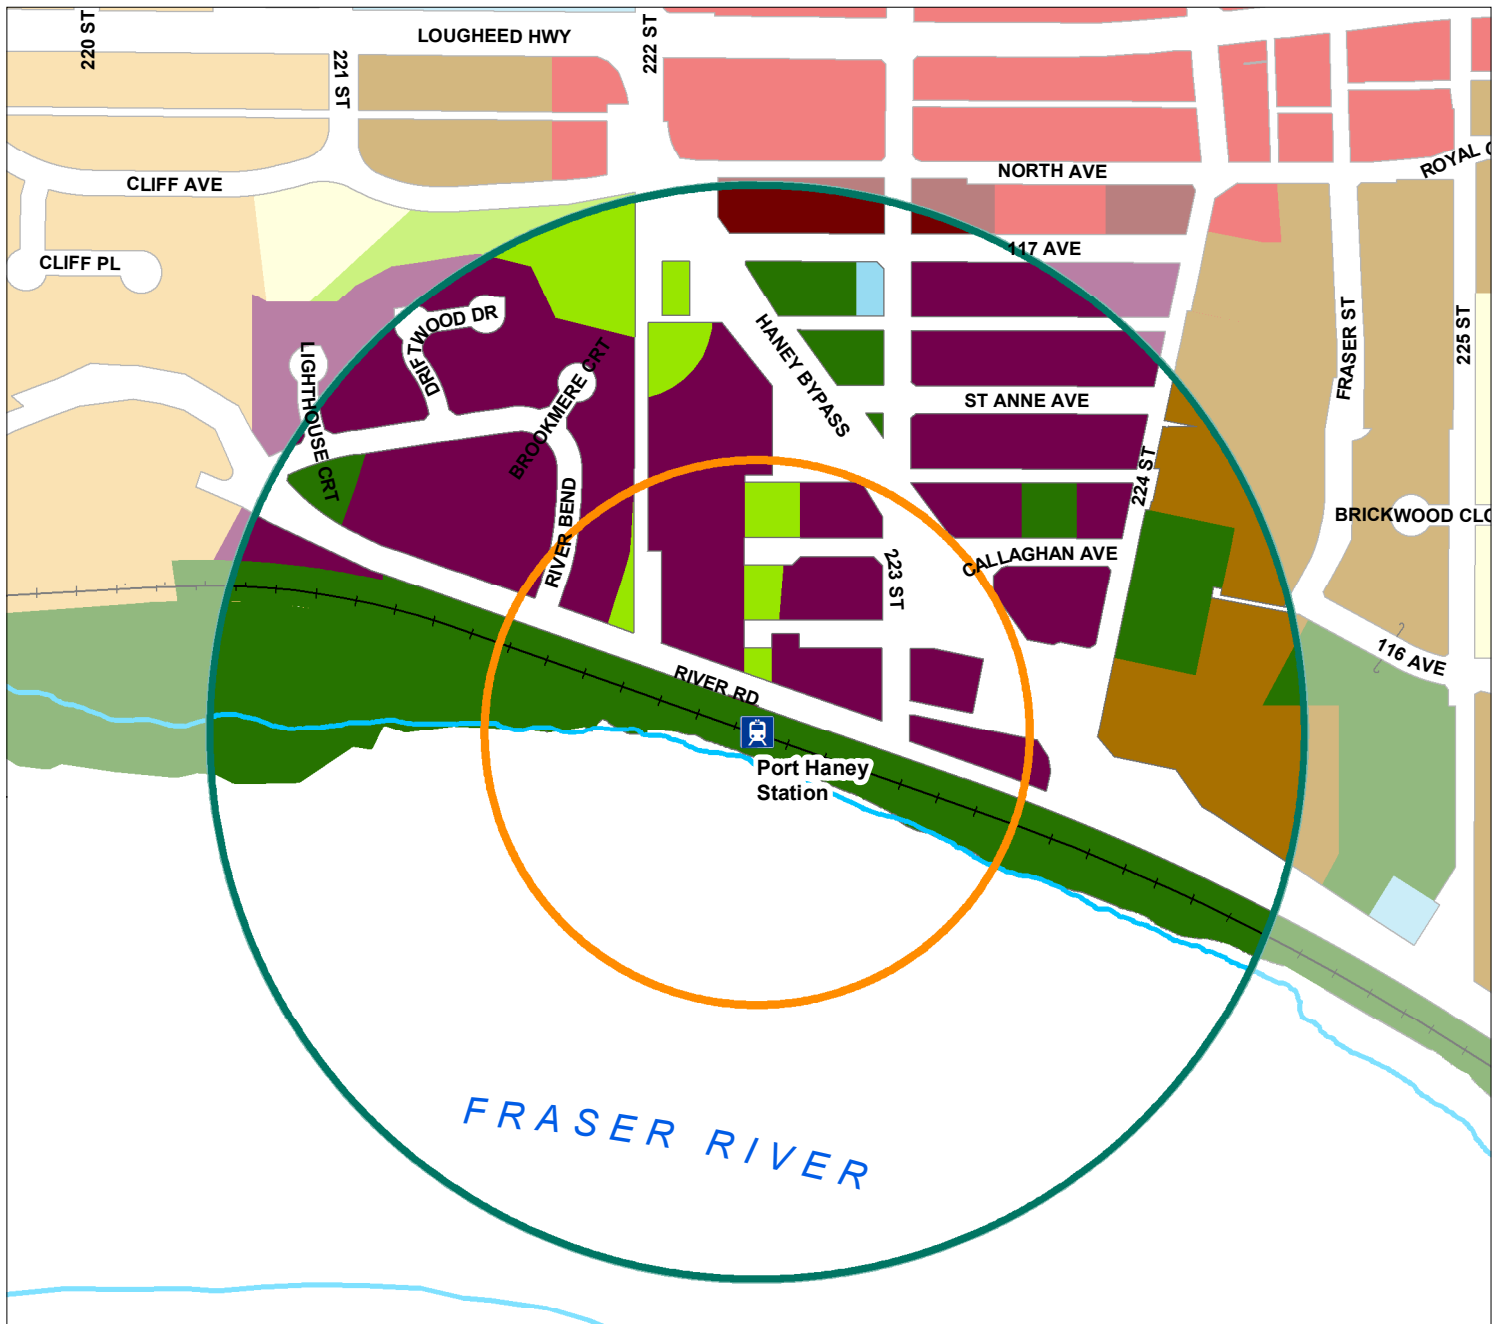 220 ST
LOUGHEED HWY
222 ST
221 ST
NORTH AVE
ROYAL C
CLIFF AVE
117 AVE
CLIFF PL
DRIFTWOOD DR
HANEY BYPASS
FRASER ST
225 ST
LIGHTHOUSE CRT
BROOKMERE CRT
ST ANNE AVE
224 ST
RIVER BEND
BRICKWOOD CLO
CALLAGHAN AVE
223 ST
116 AVE
RIVER RD
Port Haney
Station
FRASER RIVER